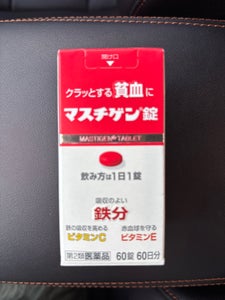 開け口
クラッとする貧血に
マスチゲン®錠
MASTIGEN® TABLET
飲み方は1日1錠
吸収のよい
鉄分
鉄の吸収を高める 赤血球を守る
ビタミンC ビタミンE
第2類医薬品 60錠 60日分